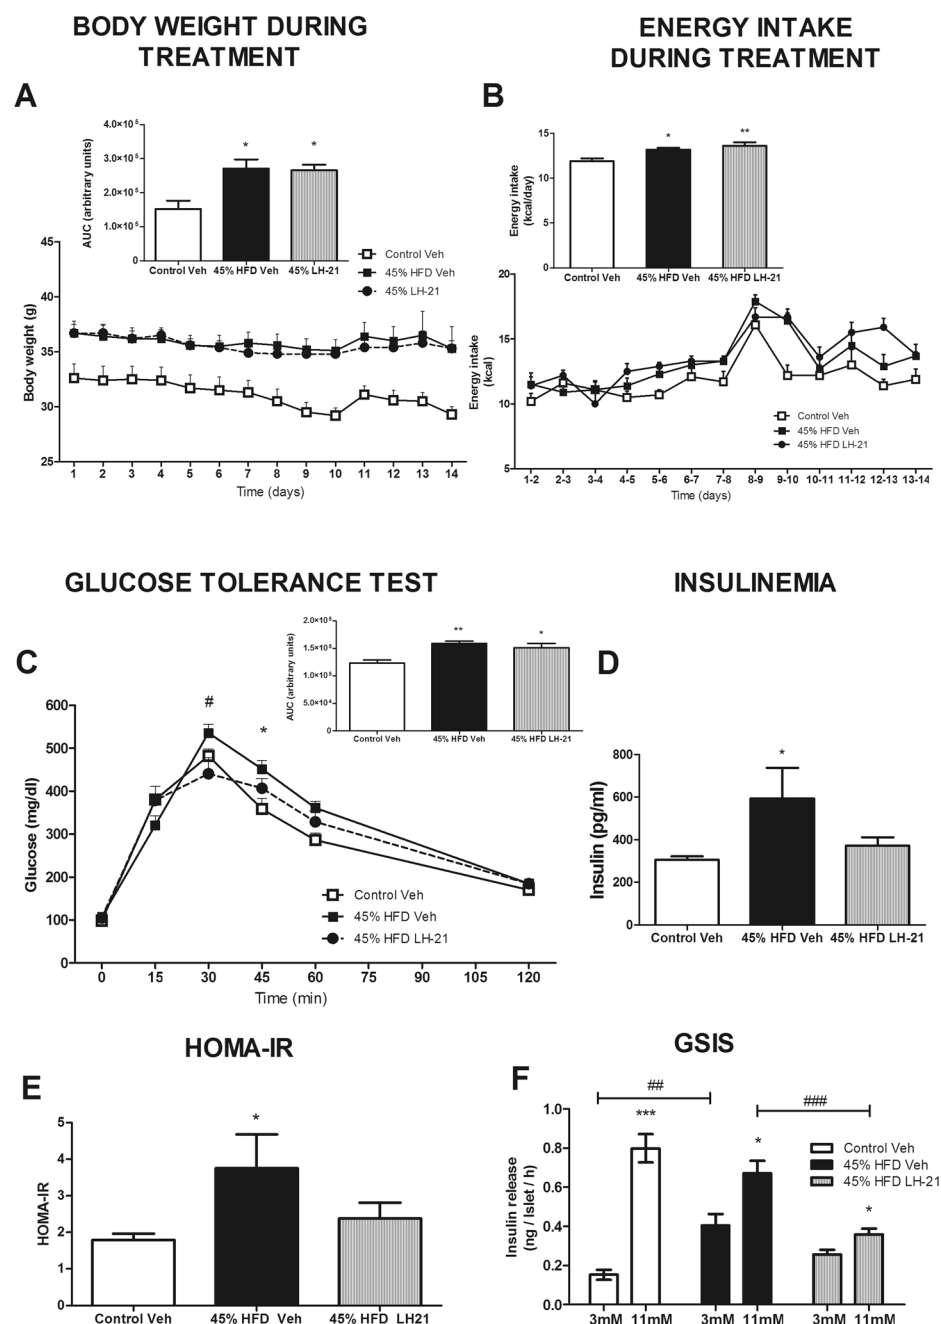 BODY WEIGHT DURING
TREATMENT
ENERGY INTAKE
DURING TREATMENT
A
4.0×10⁵
3.0×10⁵
2.0×10⁵
1.0×10⁵
0
AUC (arbitrary units)
* *
Control Veh 45% HFD Veh 45% LH-21
45
40
35
30
25
Body weight (g)
Control Veh
45% HFD Veh
45% LH-21
1 2 3 4 5 6 7 8 9 10 11 12 13 14
Time (days)
B
15
10
5
0
Energy intake
(kcal/day)
* **
Control Veh 45% HFD Veh 45% HFD LH-21
20
15
10
5
Energy intake
(kcal)
Control Veh
45% HFD Veh
45% HFD LH-21
1-2 2-3 3-4 4-5 5-6 6-7 7-8 8-9 9-10 10-11 11-12 12-13 13-14
Time (days)
GLUCOSE TOLERANCE TEST
INSULINEMIA
C
2.0×10⁵
1.5×10⁵
1.0×10⁵
5.0×10⁴
0
AUC (arbitrary units)
** *
Control Veh 45% HFD Veh 45% HFD LH-21
600
500
400
300
200
100
0
Glucose (mg/dl)
# *
Control Veh
45% HFD Veh
45% HFD LH-21
0 15 30 45 60 75 90 105 120
Time (min)
D
800
600
400
200
0
Insulin (pg/ml)
*
Control Veh 45% HFD Veh 45% HFD LH-21
HOMA-IR
GSIS
E
5
4
3
2
1
0
HOMA-IR
*
Control Veh 45% HFD Veh 45% HFD LH21
F
## ###
*** * *
1.0
0.8
0.6
0.4
0.2
0.0
Insulin release
(ng / Islet / h)
Control Veh
45% HFD Veh
45% HFD LH-21
3mM 11mM 3mM 11mM 3mM 11mM